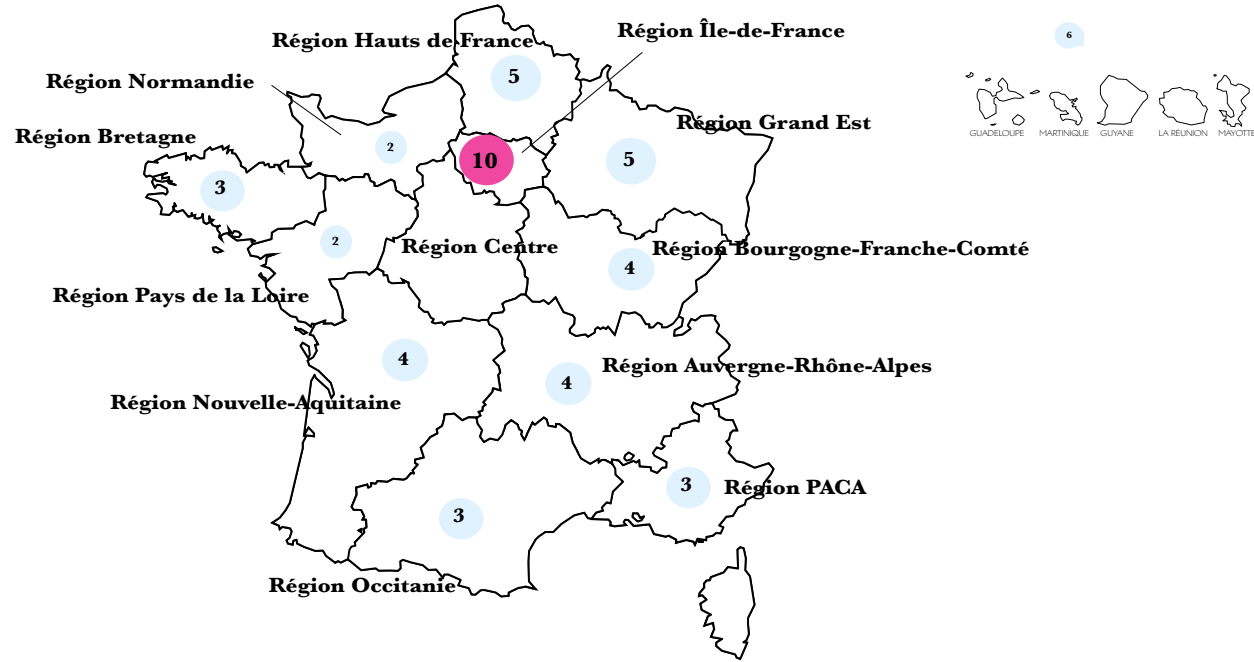 Région Hauts de France
Région Île-de-France
6
5
Région Normandie
Région Grand Est
GUADELOUPE
MARTINIQUE
GUYANE
LA RÉUNION
MAYOTTE
Région Bretagne
2
10
5
3
2
Région Centre
Région Bourgogne-Franche-Comté
4
Région Pays de la Loire
4
Région Auvergne-Rhône-Alpes
4
Région Nouvelle-Aquitaine
3
Région PACA
3
Région Occitanie